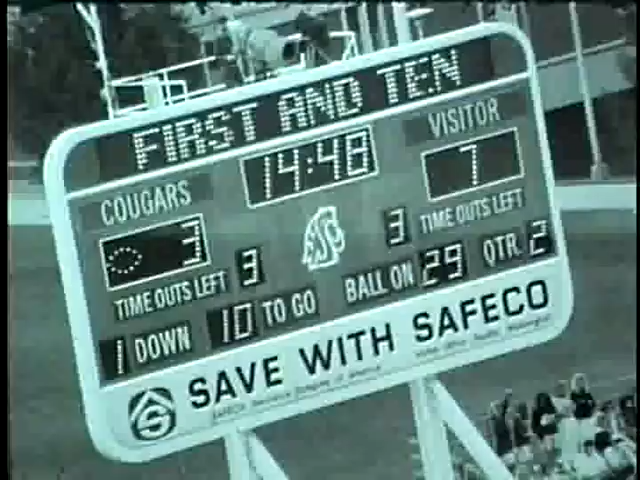 FIRST AND TEN
COUGARS 14:48 VISITOR
3 7
TIME OUTS LEFT 3 3 TIME OUTS LEFT
1 DOWN 10 TO GO BALL ON 29 QTR 2
SAVE WITH SAFECO